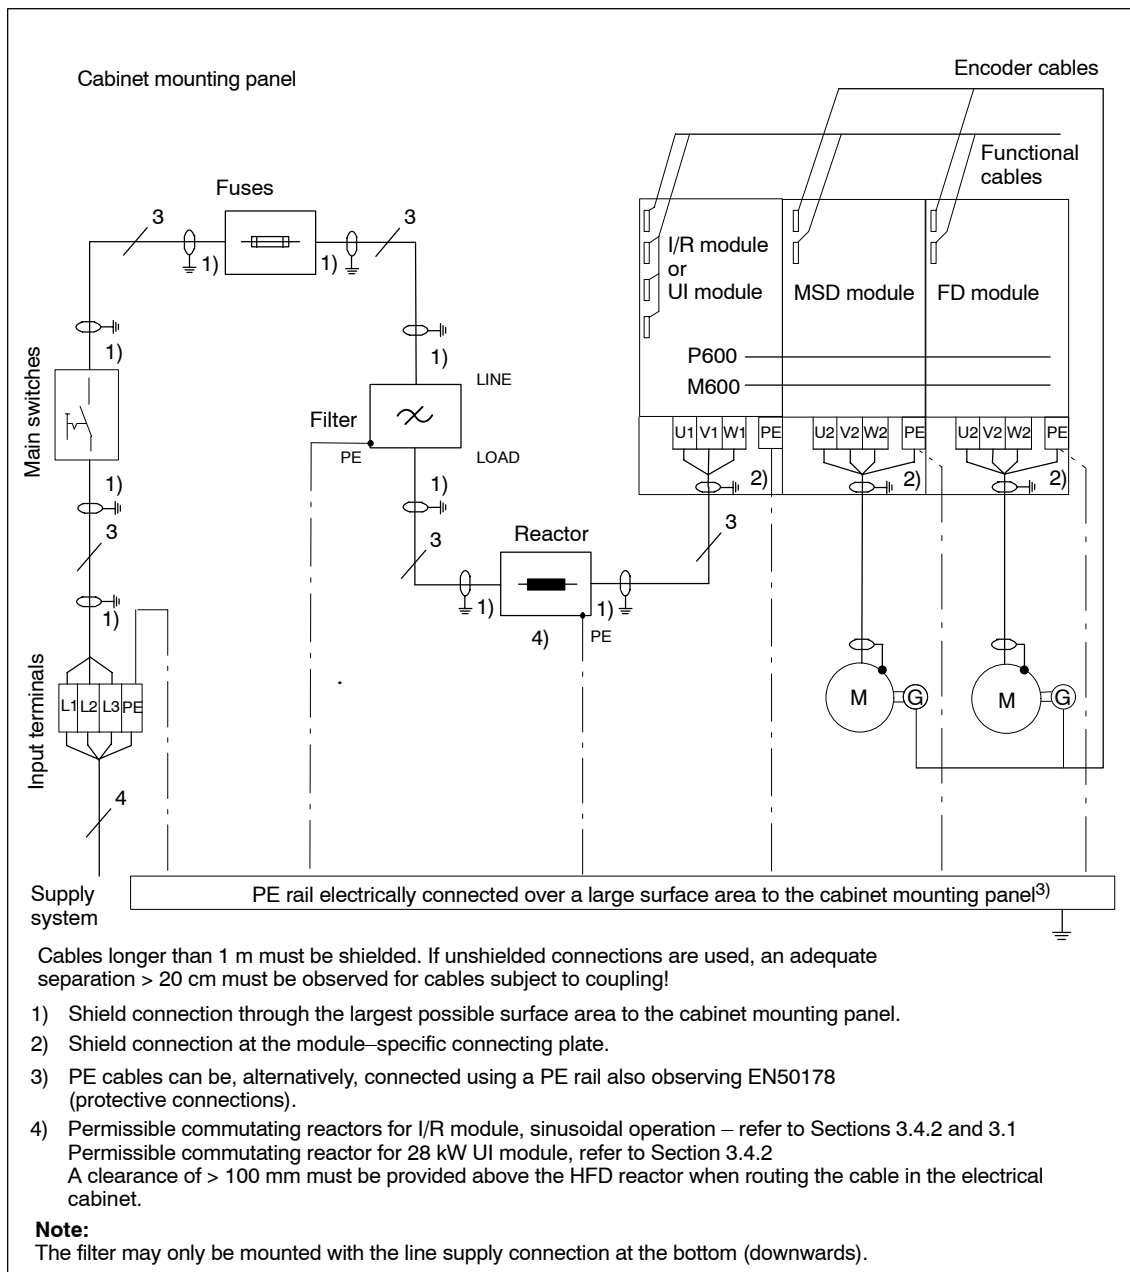 Cabinet mounting panel
Encoder cables
Functional
cables
Fuses
3
3
1)
1)
I/R module
or
UI module
MSD module
FD module
1)
1)
P600
M600
Main switches
LINE
Filter
PE
LOAD
U1 V1 W1 PE
U2 V2 W2 PE
U2 V2 W2 PE
1)
1)
2)
2)
2)
3
3
Reactor
3
1)
1)
1)
4)
PE
Input terminals
L1 L2 L3 PE
M
G
M
G
4
Supply
system
PE rail electrically connected over a large surface area to the cabinet mounting panel3)
Cables longer than 1 m must be shielded. If unshielded connections are used, an adequate
separation > 20 cm must be observed for cables subject to coupling!
1) Shield connection through the largest possible surface area to the cabinet mounting panel.
2) Shield connection at the module–specific connecting plate.
3) PE cables can be, alternatively, connected using a PE rail also observing EN50178
(protective connections).
4) Permissible commutating reactors for I/R module, sinusoidal operation – refer to Sections 3.4.2 and 3.1
Permissible commutating reactor for 28 kW UI module, refer to Section 3.4.2
A clearance of > 100 mm must be provided above the HFD reactor when routing the cable in the electrical
cabinet.
Note:
The filter may only be mounted with the line supply connection at the bottom (downwards).